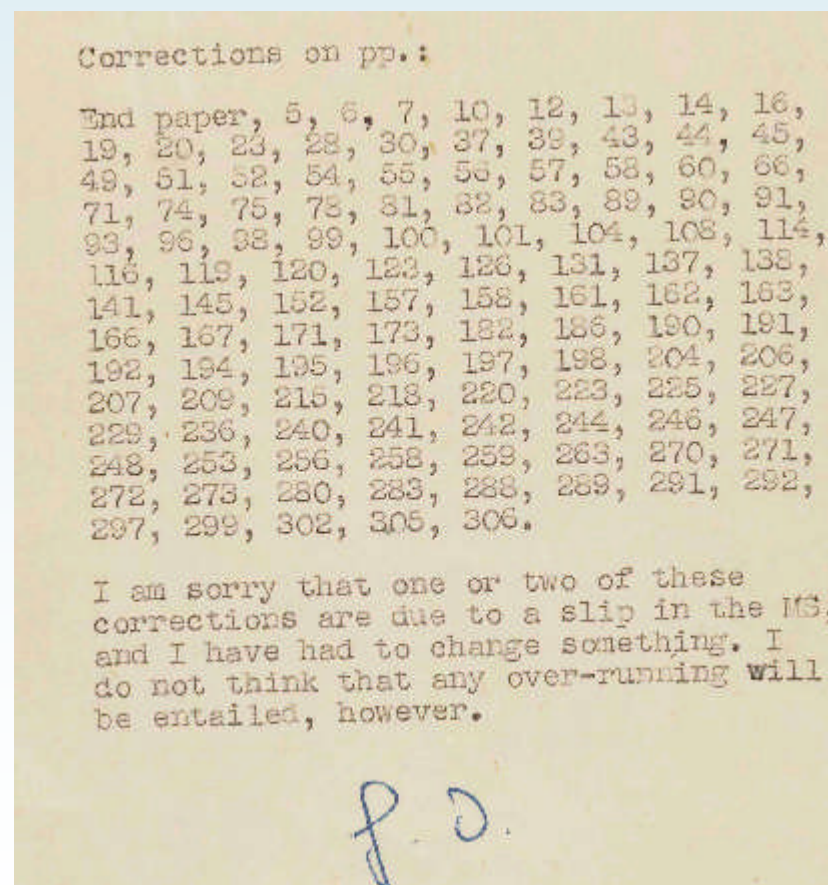 Corrections on pp.:
End paper, 5, 6, 7, 10, 12, 13, 14, 16,
19, 20, 23, 28, 30, 37, 39, 43, 44, 45,
49, 51, 52, 54, 55, 56, 57, 58, 60, 66,
71, 74, 75, 78, 81, 82, 83, 89, 90, 91,
93, 96, 98, 99, 100, 101, 104, 108, 114,
116, 119, 120, 123, 126, 131, 137, 138,
141, 145, 152, 157, 158, 161, 162, 163,
166, 167, 171, 173, 182, 186, 190, 191,
192, 194, 195, 196, 197, 198, 204, 206,
207, 209, 215, 218, 220, 223, 225, 227,
229, 236, 240, 241, 242, 244, 246, 247,
248, 253, 256, 258, 259, 263, 270, 271,
272, 273, 280, 283, 288, 289, 291, 292,
297, 299, 302, 305, 306.
I am sorry that one or two of these
corrections are due to a slip in the MS,
and I have had to change something. I
do not think that any over-running will
be entailed, however.